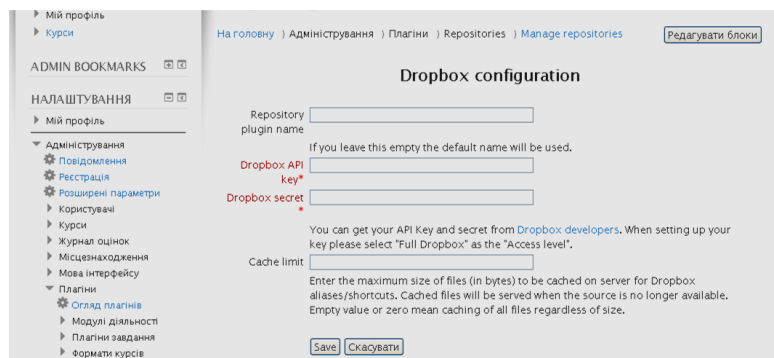 Мій профіль
Курси
ADMIN BOOKMARKS
НАЛАШТУВАННЯ
Мій профіль
Адміністрування
Повідомлення
Реєстрація
Розширені параметри
Користувачі
Курси
Журнал оцінок
Місцезнаходження
Мова інтерфейсу
Плагіни
Огляд плагінів
Модулі діяльності
Плагіни завдання
Формати курсів
На головну ⟩ Адміністрування ⟩ Плагіни ⟩ Repositories ⟩ Manage repositories
Редагувати блоки
Dropbox configuration
Repository
plugin name
If you leave this empty the default name will be used.
Dropbox API
key*
Dropbox secret
*
You can get your API Key and secret from Dropbox developers. When setting up your
key please select "Full Dropbox" as the "Access level".
Cache limit
Enter the maximum size of files (in bytes) to be cached on server for Dropbox
aliases/shortcuts. Cached files will be served when the source is no longer available.
Empty value or zero mean caching of all files regardless of size.
Save Скасувати